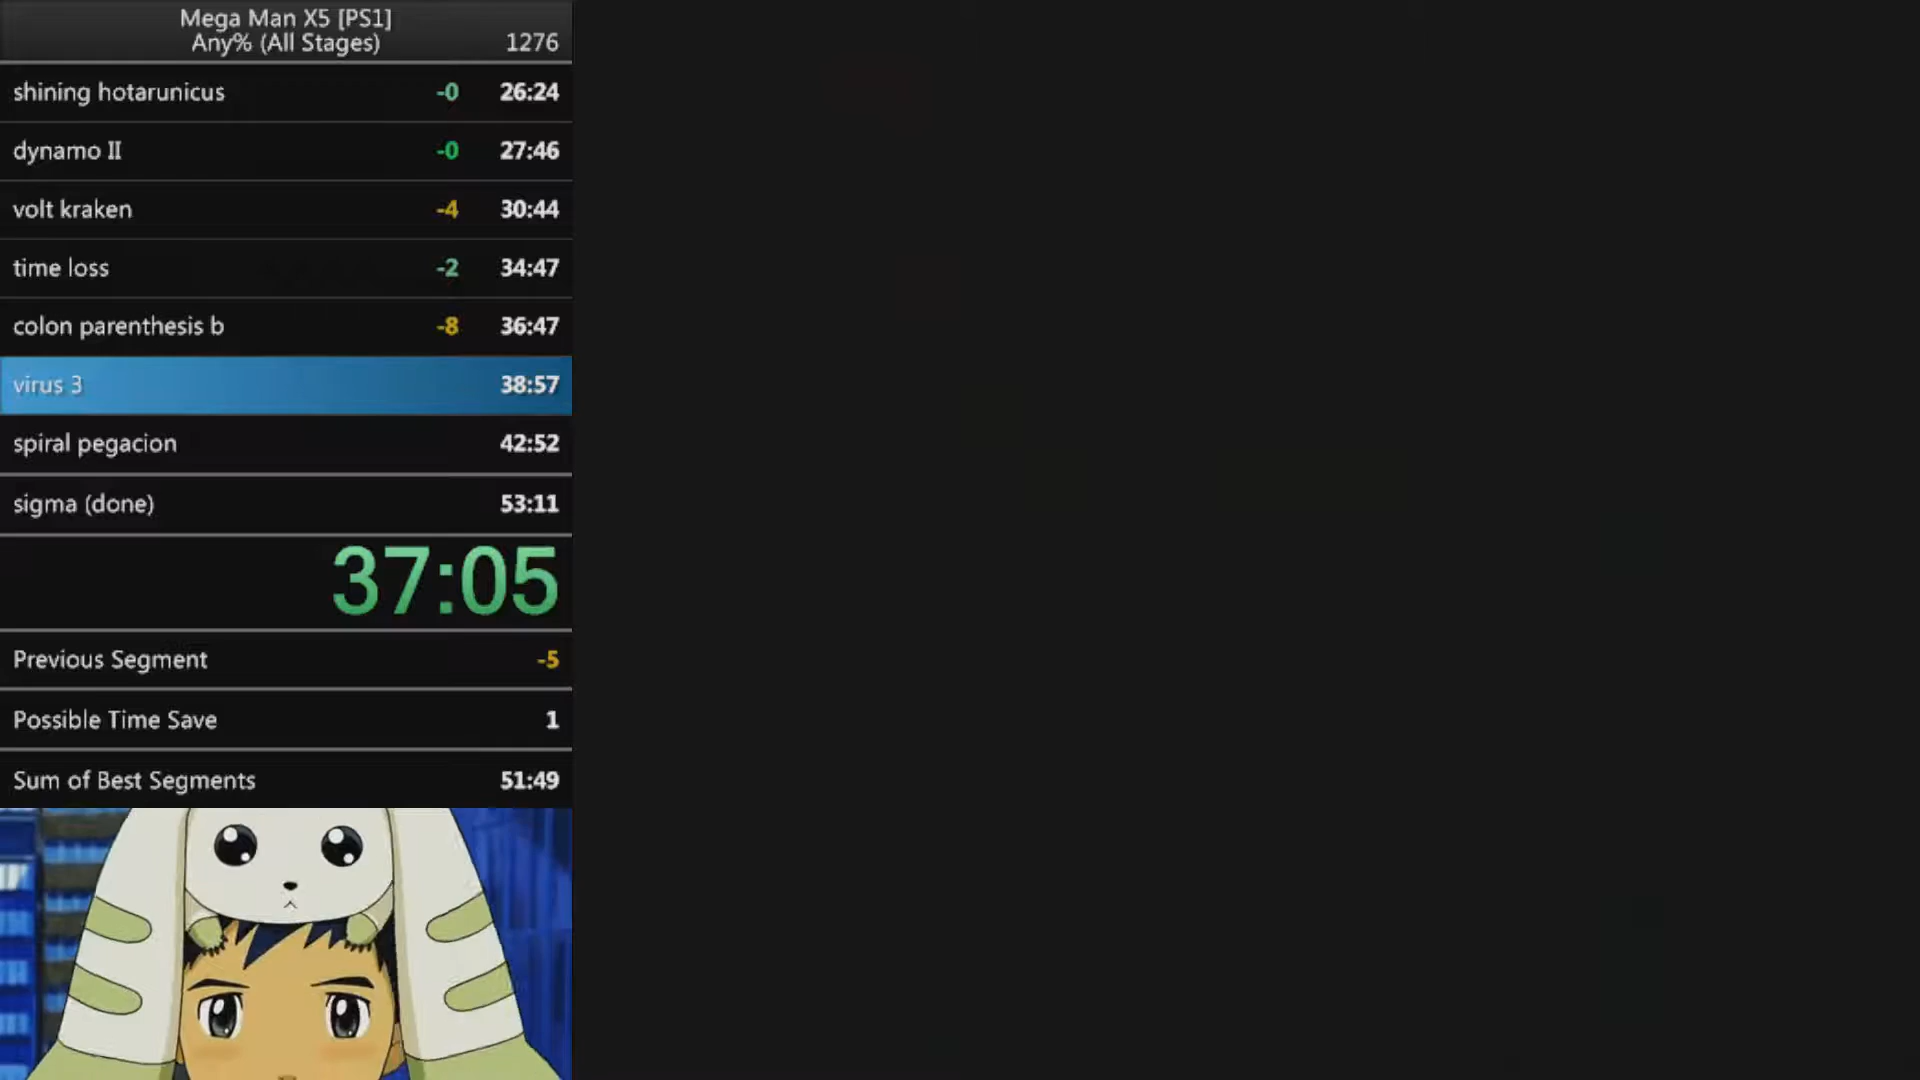 Mega Man X5 [PS1]
Any% (All Stages) 1276
shining hotarunicus -0 26:24
dynamo II -0 27:46
volt kraken -4 30:44
time loss -2 34:47
colon parenthesis b -8 36:47
virus 3 38:57
spiral pegacion 42:52
sigma (done) 53:11
37:05
Previous Segment -5
Possible Time Save 1
Sum of Best Segments 51:49